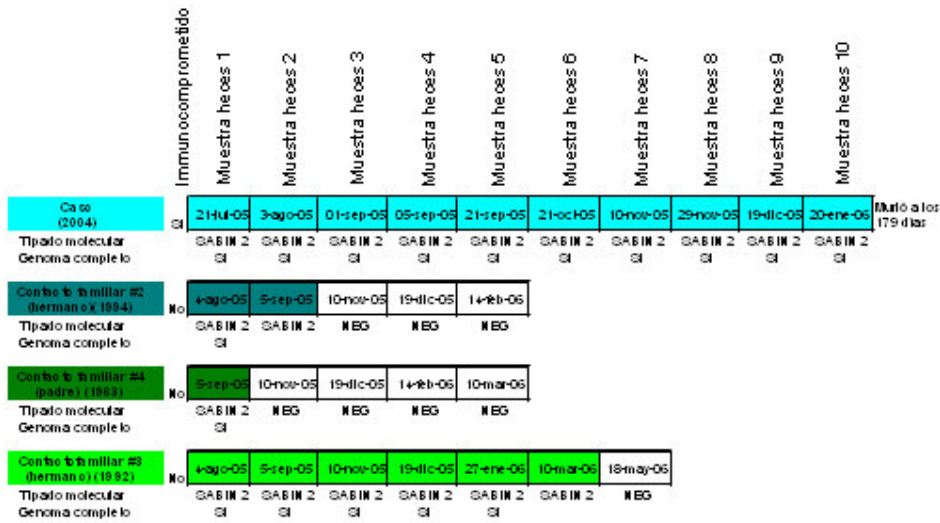 Immunocomprometido
Muestra heces 1
Muestra heces 2
Muestra heces 3
Muestra heces 4
Muestra heces 5
Muestra heces 6
Muestra heces 7
Muestra heces 8
Muestra heces 9
Muestra heces 10
Caso
(2004)
SI 21-jul-05 3-ago-05 01-sep-05 05-sep-05 21-sep-05 21-oct-05 10-nov-05 29-nov-05 19-dic-05 20-ene-06
Murió a los
179 días
Tipado molecular SABIN 2 SABIN 2 SABIN 2 SABIN 2 SABIN 2 SABIN 2 SABIN 2 SABIN 2 SABIN 2 SABIN 2
Genoma completo SI SI SI SI SI SI SI SI SI SI
Contacto familiar #2
(hermano)(1994)
No 4-ago-05 5-sep-05 10-nov-05 19-dic-05 14-feb-06
Tipado molecular SABIN 2 SABIN 2 NEG NEG NEG
Genoma completo SI
Contacto familiar #4
(padre) (1968)
No 5-sep-05 10-nov-05 19-dic-05 14-feb-06 10-mar-06
Tipado molecular SABIN 2 NEG NEG NEG NEG
Genoma completo SI
Contacto familiar #3
(hermano) (1992)
No 4-ago-05 5-sep-05 10-nov-05 19-dic-05 27-ene-06 10-mar-06 18-may-06
Tipado molecular SABIN 2 SABIN 2 SABIN 2 SABIN 2 SABIN 2 SABIN 2 NEG
Genoma completo SI SI SI SI SI